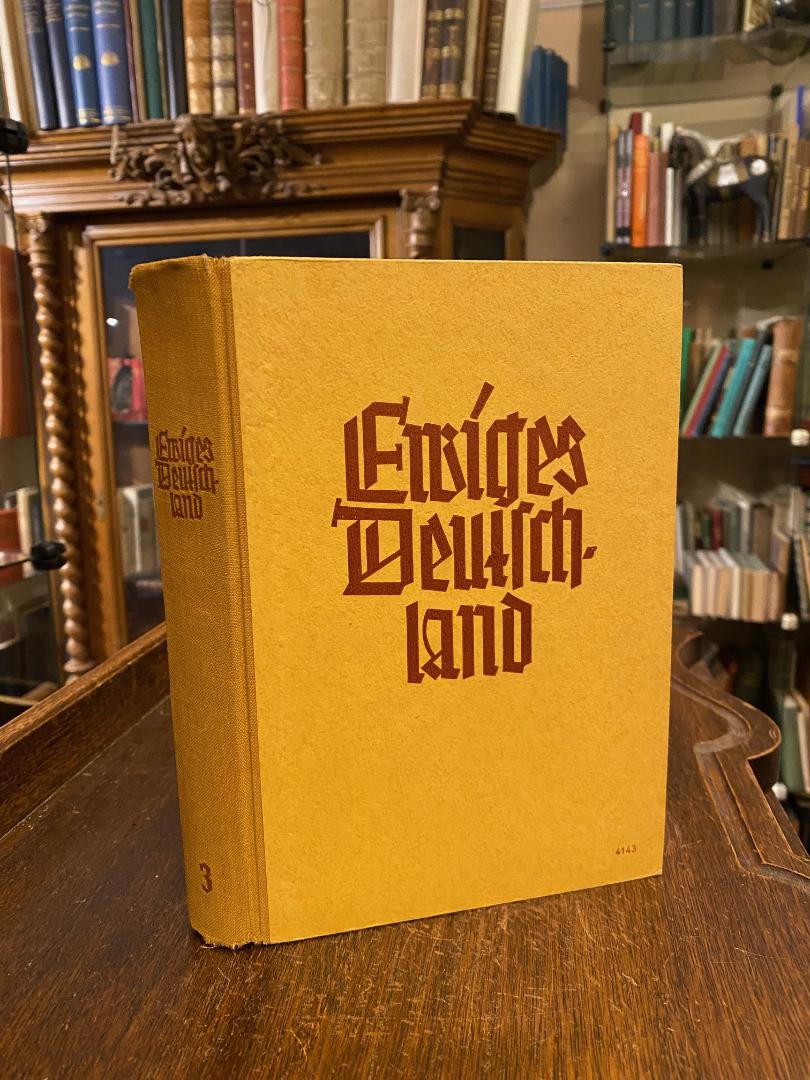 Ewiges
Deutsch-
land
3
Ewiges
Deutsch-
land
4143